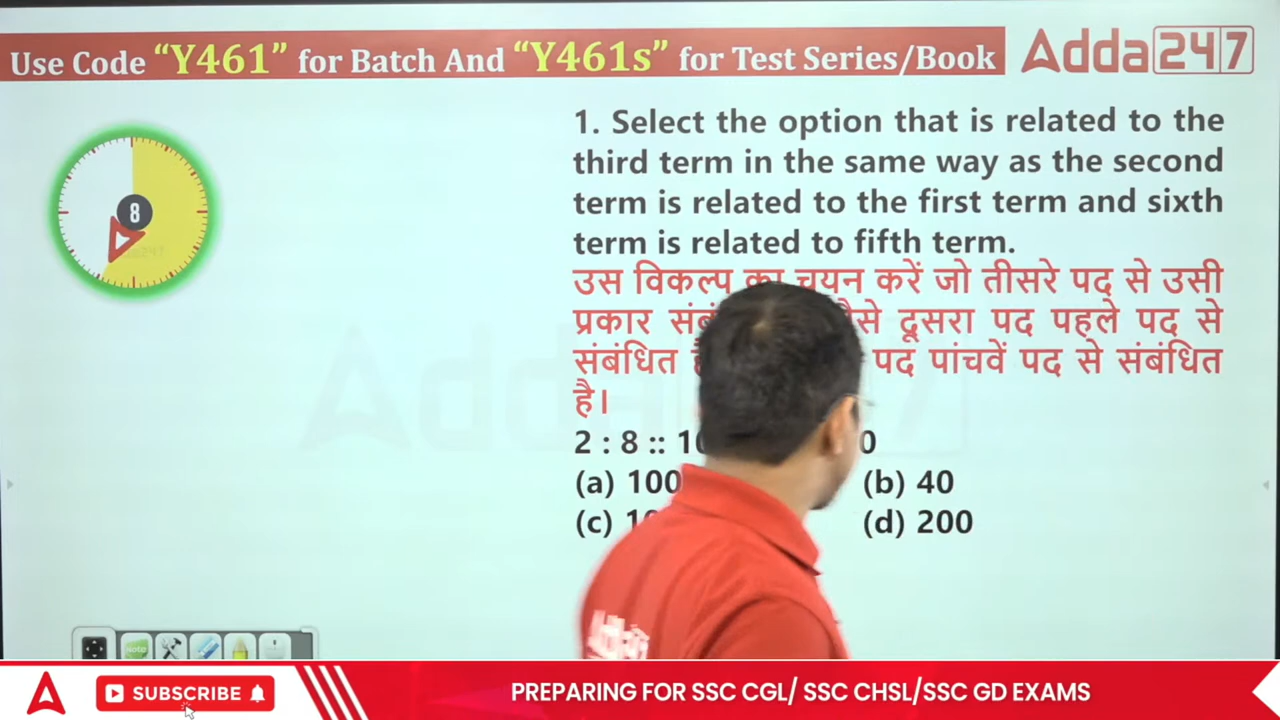 Use Code “Y461” for Batch And “Y461s” for Test Series/Book
Adda247
8
1. Select the option that is related to the
third term in the same way as the second
term is related to the first term and sixth
term is related to fifth term.
उस विकल्प का चयन करें जो तीसरे पद से उसी
प्रकार दूसरा पद पहले पद से
संबंधित पद पांचवें पद से संबंधित
है।
2 : 8 ::
(a) 100 (b) 40
(c) (d) 200
SUBSCRIBE
PREPARING FOR SSC CGL/ SSC CHSL/SSC GD EXAMS